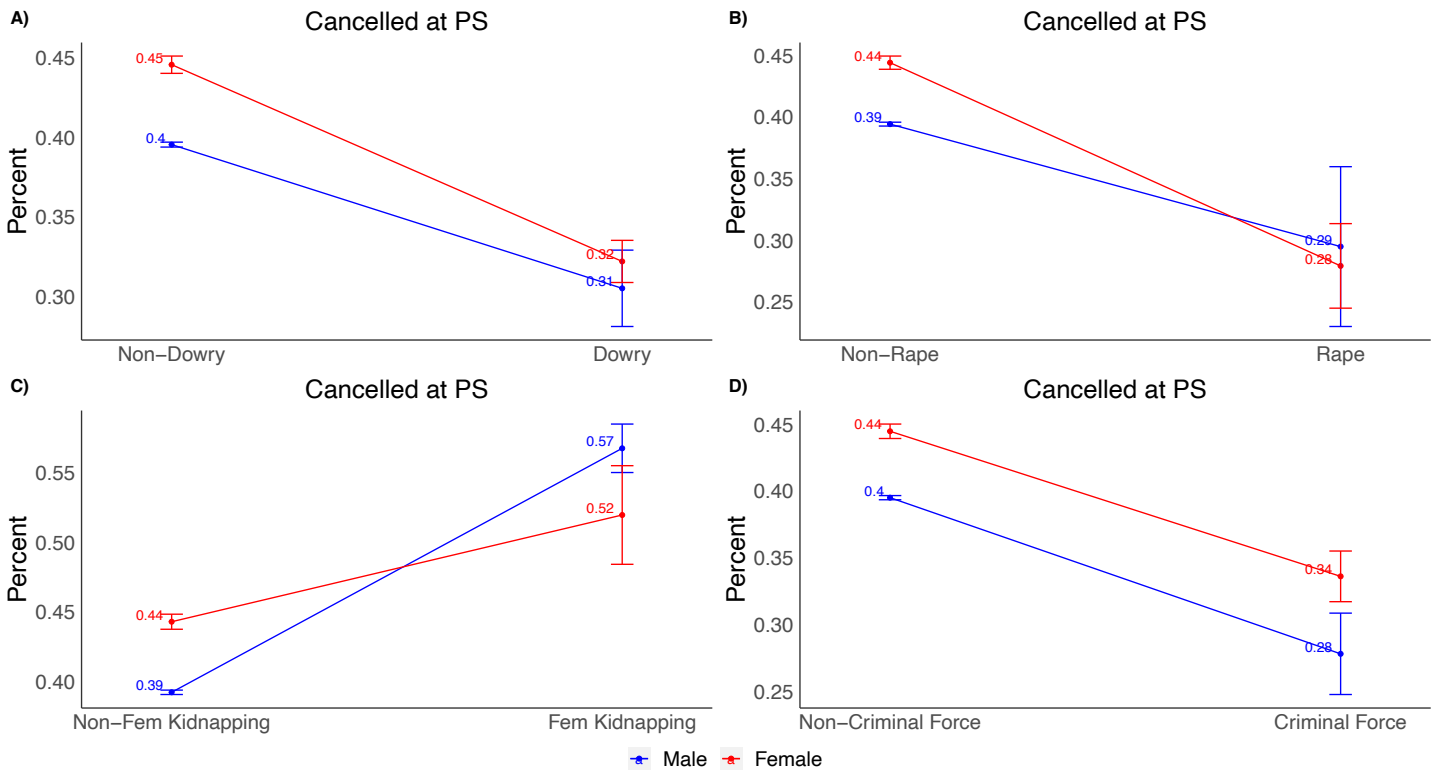 A)
Cancelled at PS
Percent
0.45
0.40
0.35
0.30
0.45
0.4
0.32
0.31
Non−Dowry Dowry
B)
Cancelled at PS
Percent
0.45
0.40
0.35
0.30
0.25
0.44
0.39
0.29
0.28
Non−Rape Rape
C)
Cancelled at PS
Percent
0.55
0.50
0.45
0.40
0.57
0.52
0.44
0.39
Non−Fem Kidnapping Fem Kidnapping
D)
Cancelled at PS
Percent
0.45
0.40
0.35
0.30
0.25
0.44
0.4
0.34
0.28
Non−Criminal Force Criminal Force
a Male a Female